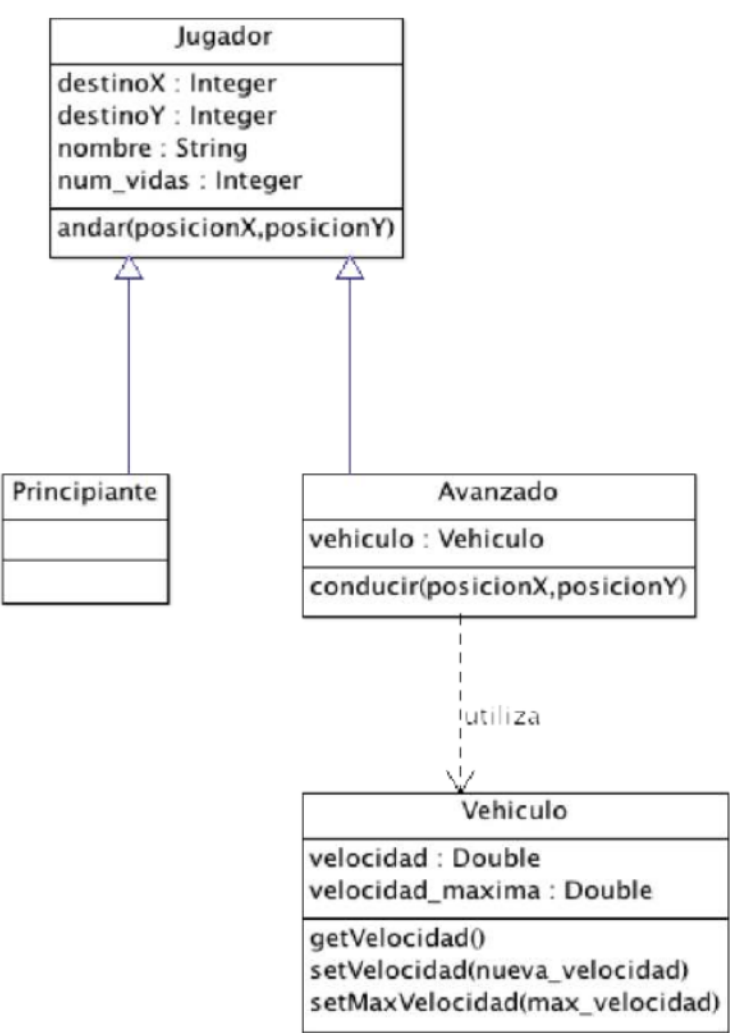 Jugador
destinoX : Integer
destinoY : Integer
nombre : String
num_vidas : Integer
andar(posicionX,posicionY)
Principiante
Avanzado
vehiculo : Vehiculo
conducir(posicionX,posicionY)
utiliza
Vehiculo
velocidad : Double
velocidad_maxima : Double
getVelocidad()
setVelocidad(nueva_velocidad)
setMaxVelocidad(max_velocidad)